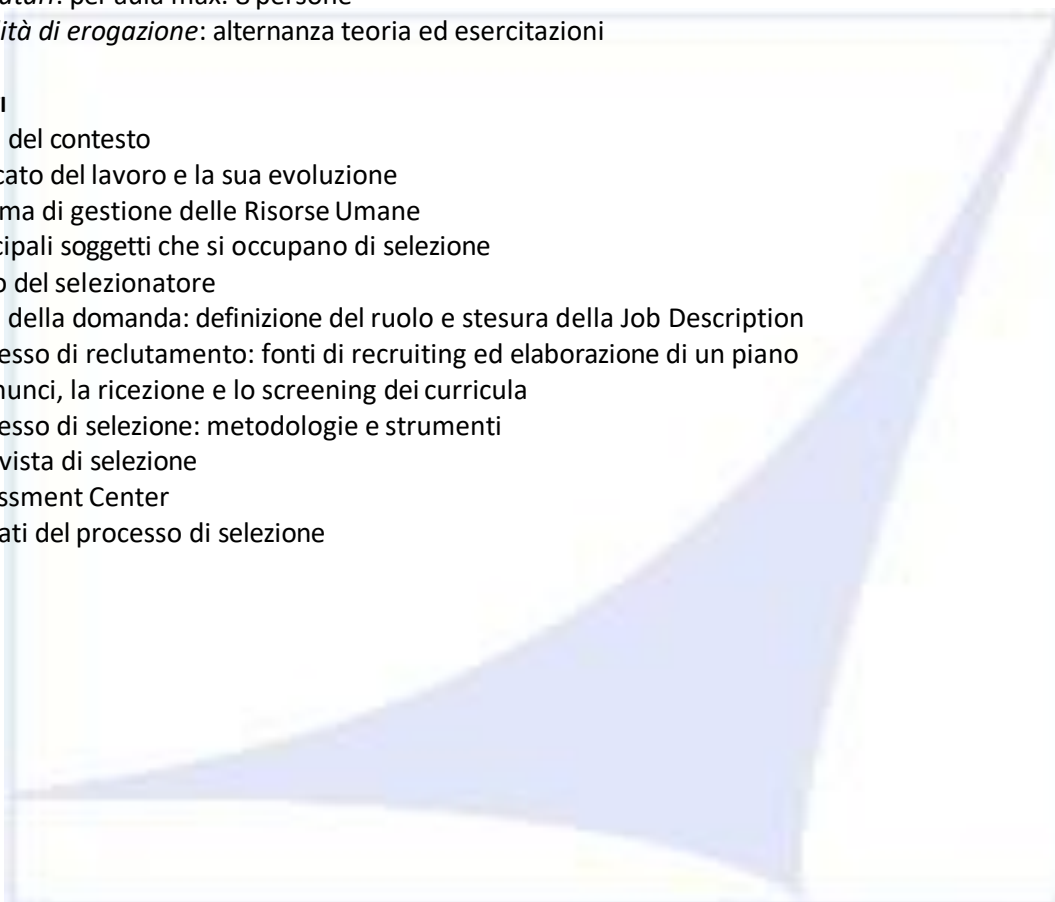 per aula max. 8 persone
ità di erogazione: alternanza teoria ed esercitazioni
I
del contesto
cato del lavoro e la sua evoluzione
ma di gestione delle Risorse Umane
cipali soggetti che si occupano di selezione
o del selezionatore
della domanda: definizione del ruolo e stesura della Job Description
esso di reclutamento: fonti di recruiting ed elaborazione di un piano
nunci, la ricezione e lo screening dei curricula
esso di selezione: metodologie e strumenti
vista di selezione
ssment Center
ati del processo di selezione